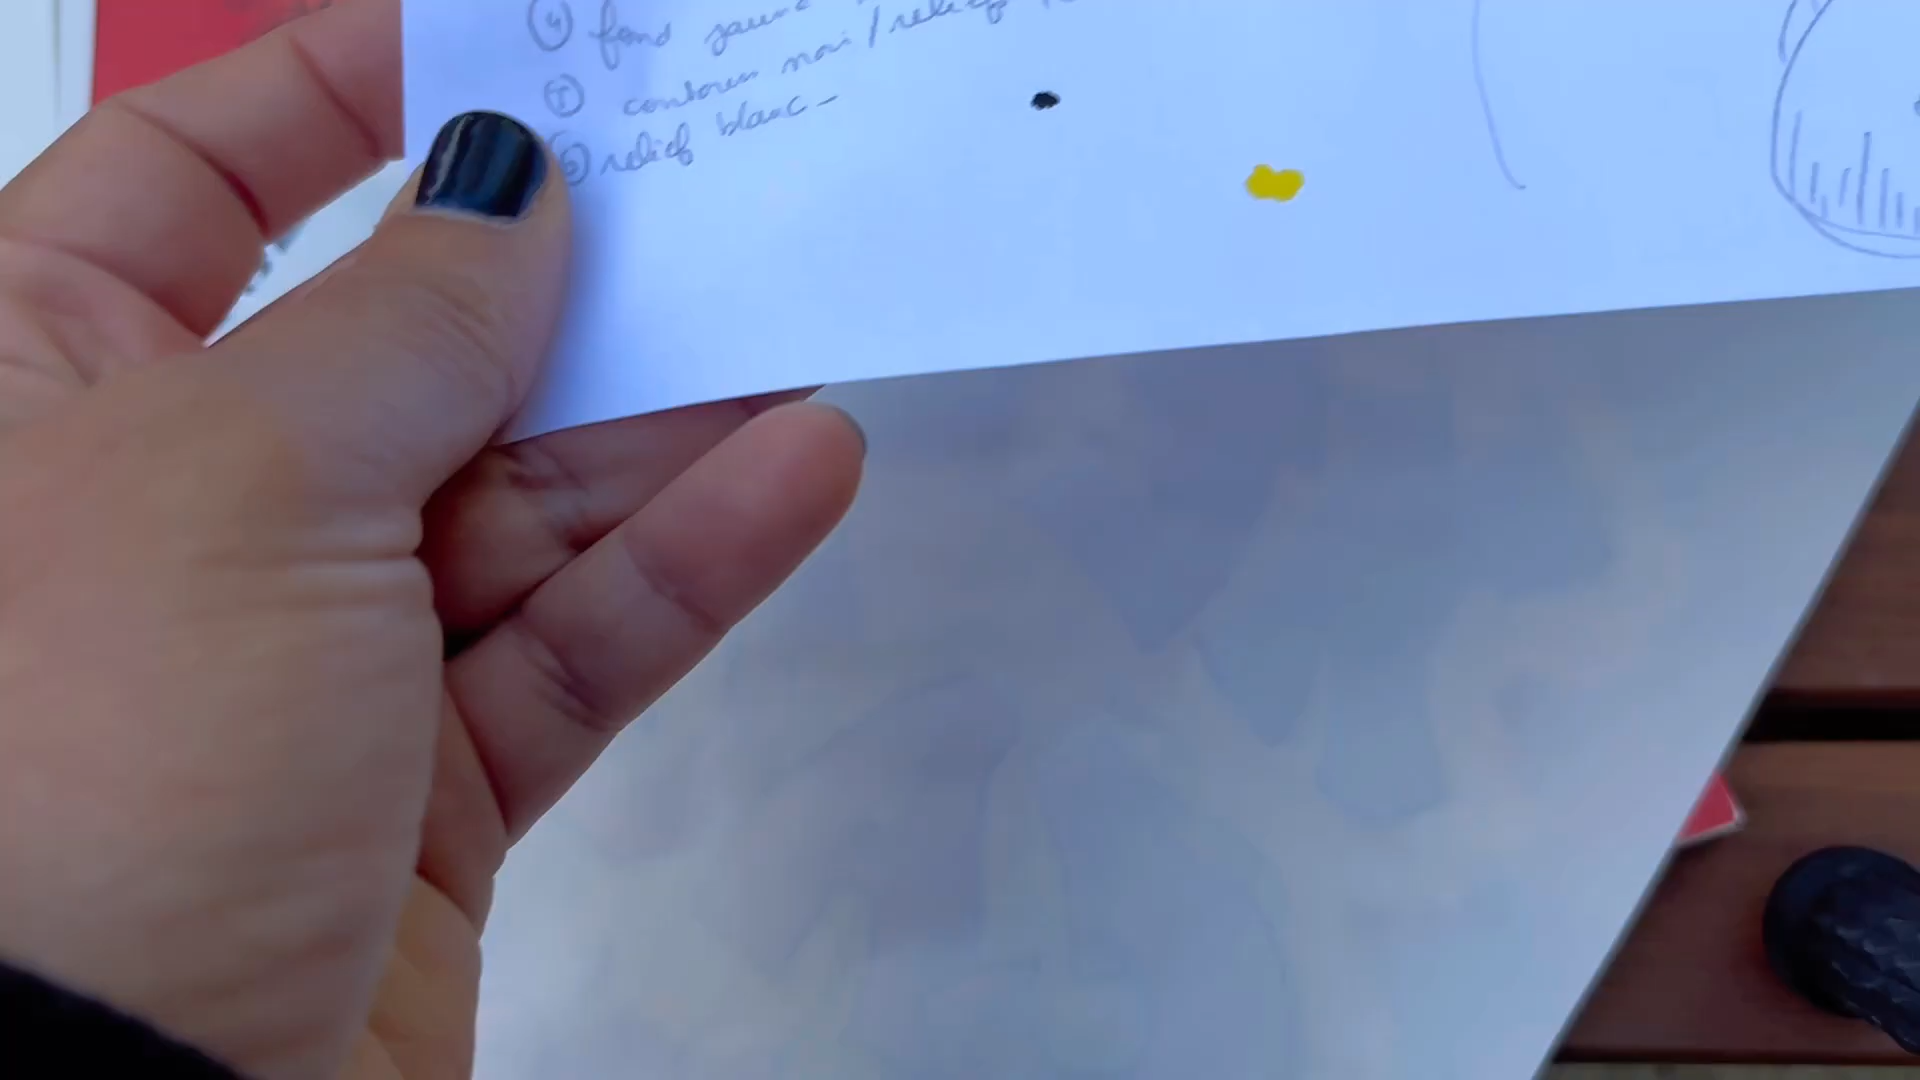 ④ fond jaune
⑤ contours noir / relief
⑥ relief blanc -